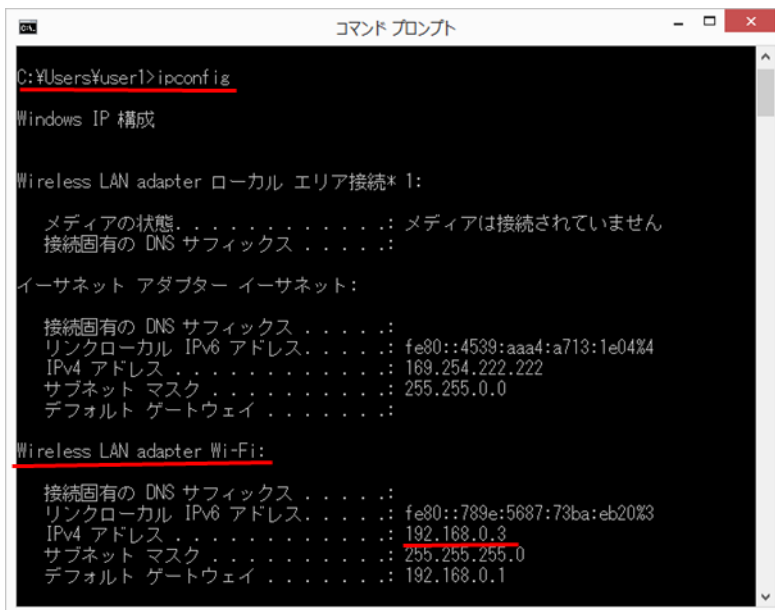 コマンド プロンプト
C:¥Users¥user1>ipconfig
Windows IP 構成
Wireless LAN adapter ローカル エリア接続* 1:
メディアの状態. . . . . . . . . . . .: メディアは接続されていません
接続固有の DNS サフィックス . . . . .:
イーサネット アダプター イーサネット:
接続固有の DNS サフィックス . . . . .:
リンクローカル IPv6 アドレス. . . . .: fe80::4539:aaa4:a713:1e04%4
IPv4 アドレス . . . . . . . . . . . .: 169.254.222.222
サブネット マスク . . . . . . . . . .: 255.255.0.0
デフォルト ゲートウェイ . . . . . . .:
Wireless LAN adapter Wi-Fi:
接続固有の DNS サフィックス . . . . .:
リンクローカル IPv6 アドレス. . . . .: fe80::789e:5687:73ba:eb20%3
IPv4 アドレス . . . . . . . . . . . .: 192.168.0.3
サブネット マスク . . . . . . . . . .: 255.255.255.0
デフォルト ゲートウェイ . . . . . . .: 192.168.0.1